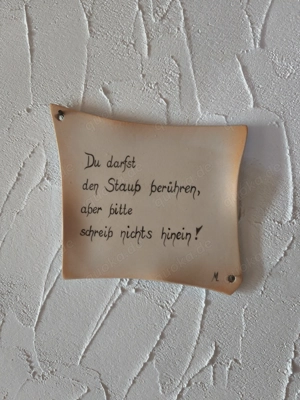 Du darfst
den Staub berühren,
aber bitte
schreib nichts hinein!
M.